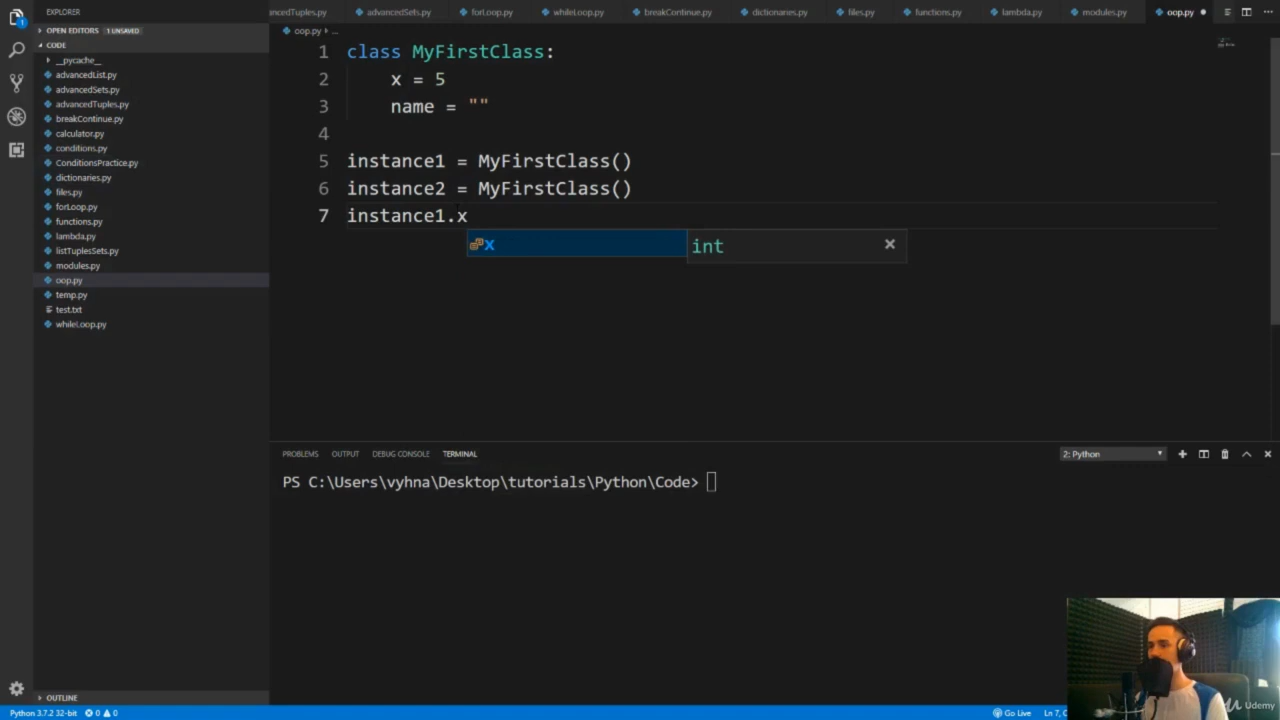 EXPLORER
OPEN EDITORS 1 UNSAVED
CODE
__pycache__
advancedList.py
advancedSets.py
advancedTuples.py
breakContinue.py
calculator.py
conditions.py
ConditionsPractice.py
dictionaries.py
files.py
forLoop.py
functions.py
lambda.py
listTuplesSets.py
modules.py
oop.py
temp.py
test.txt
whileLoop.py
OUTLINE
ancedTuples.py advancedSets.py forLoop.py whileLoop.py breakContinue.py dictionaries.py files.py functions.py lambda.py modules.py oop.py
oop.py > ...
1 class MyFirstClass:
2 x = 5
3 name = ""
4
5 instance1 = MyFirstClass()
6 instance2 = MyFirstClass()
7 instance1.x
x int
PROBLEMS OUTPUT DEBUG CONSOLE TERMINAL 2: Python
PS C:\Users\vyhna\Desktop\tutorials\Python\Code>
Udemy
Python 3.7.2 32-bit 0 0 Go Live Ln 7,